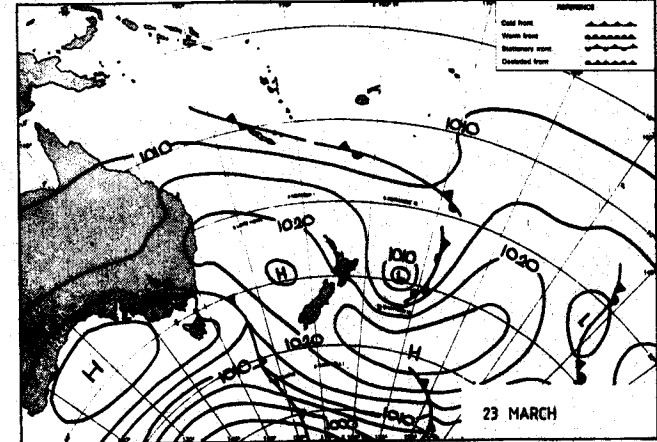 REFERENCE
Cold front
Warm front
Stationary front
Occluded front
1010
1010
1020
1010
1020
H
L
L
1020
H
H
1010
1010
1000
23 MARCH